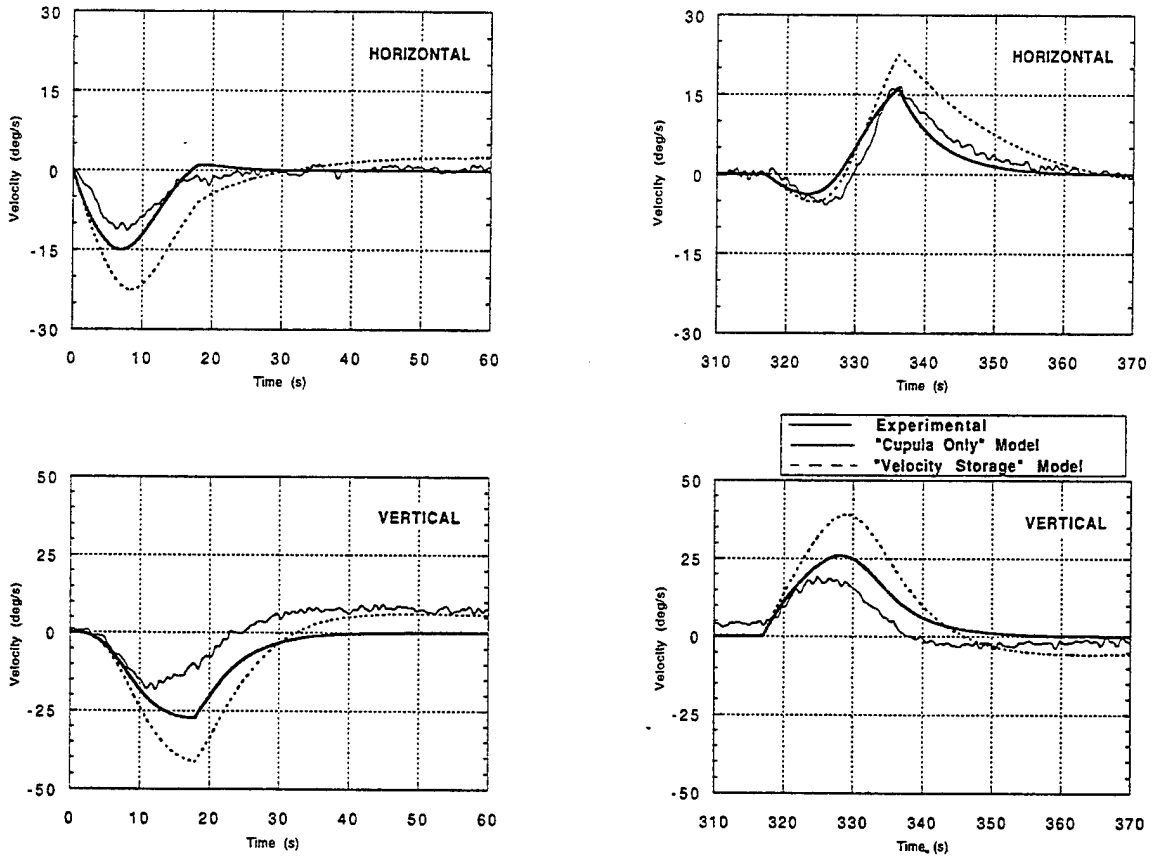 30
15
0
-15
-30
Velocity (deg/s)
HORIZONTAL
0 10 20 30 40 50 60
Time (s)
30
15
0
-15
-30
Velocity (deg/s)
HORIZONTAL
310 320 330 340 350 360 370
Time (s)
Experimental
"Cupula Only" Model
"Velocity Storage" Model
50
25
0
-25
-50
Velocity (deg/s)
VERTICAL
0 10 20 30 40 50 60
Time (s)
50
25
0
-25
-50
Velocity (deg/s)
VERTICAL
310 320 330 340 350 360 370
Time (s)